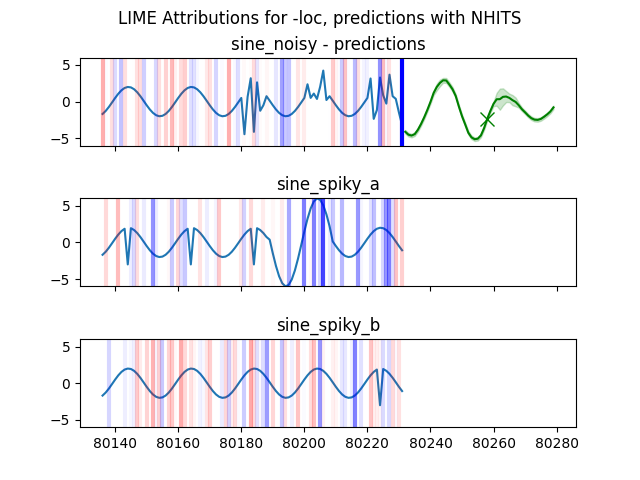 LIME Attributions for -loc, predictions with NHITS
sine_noisy - predictions
5
0
−5
sine_spiky_a
5
0
−5
sine_spiky_b
5
0
−5
80140 80160 80180 80200 80220 80240 80260 80280